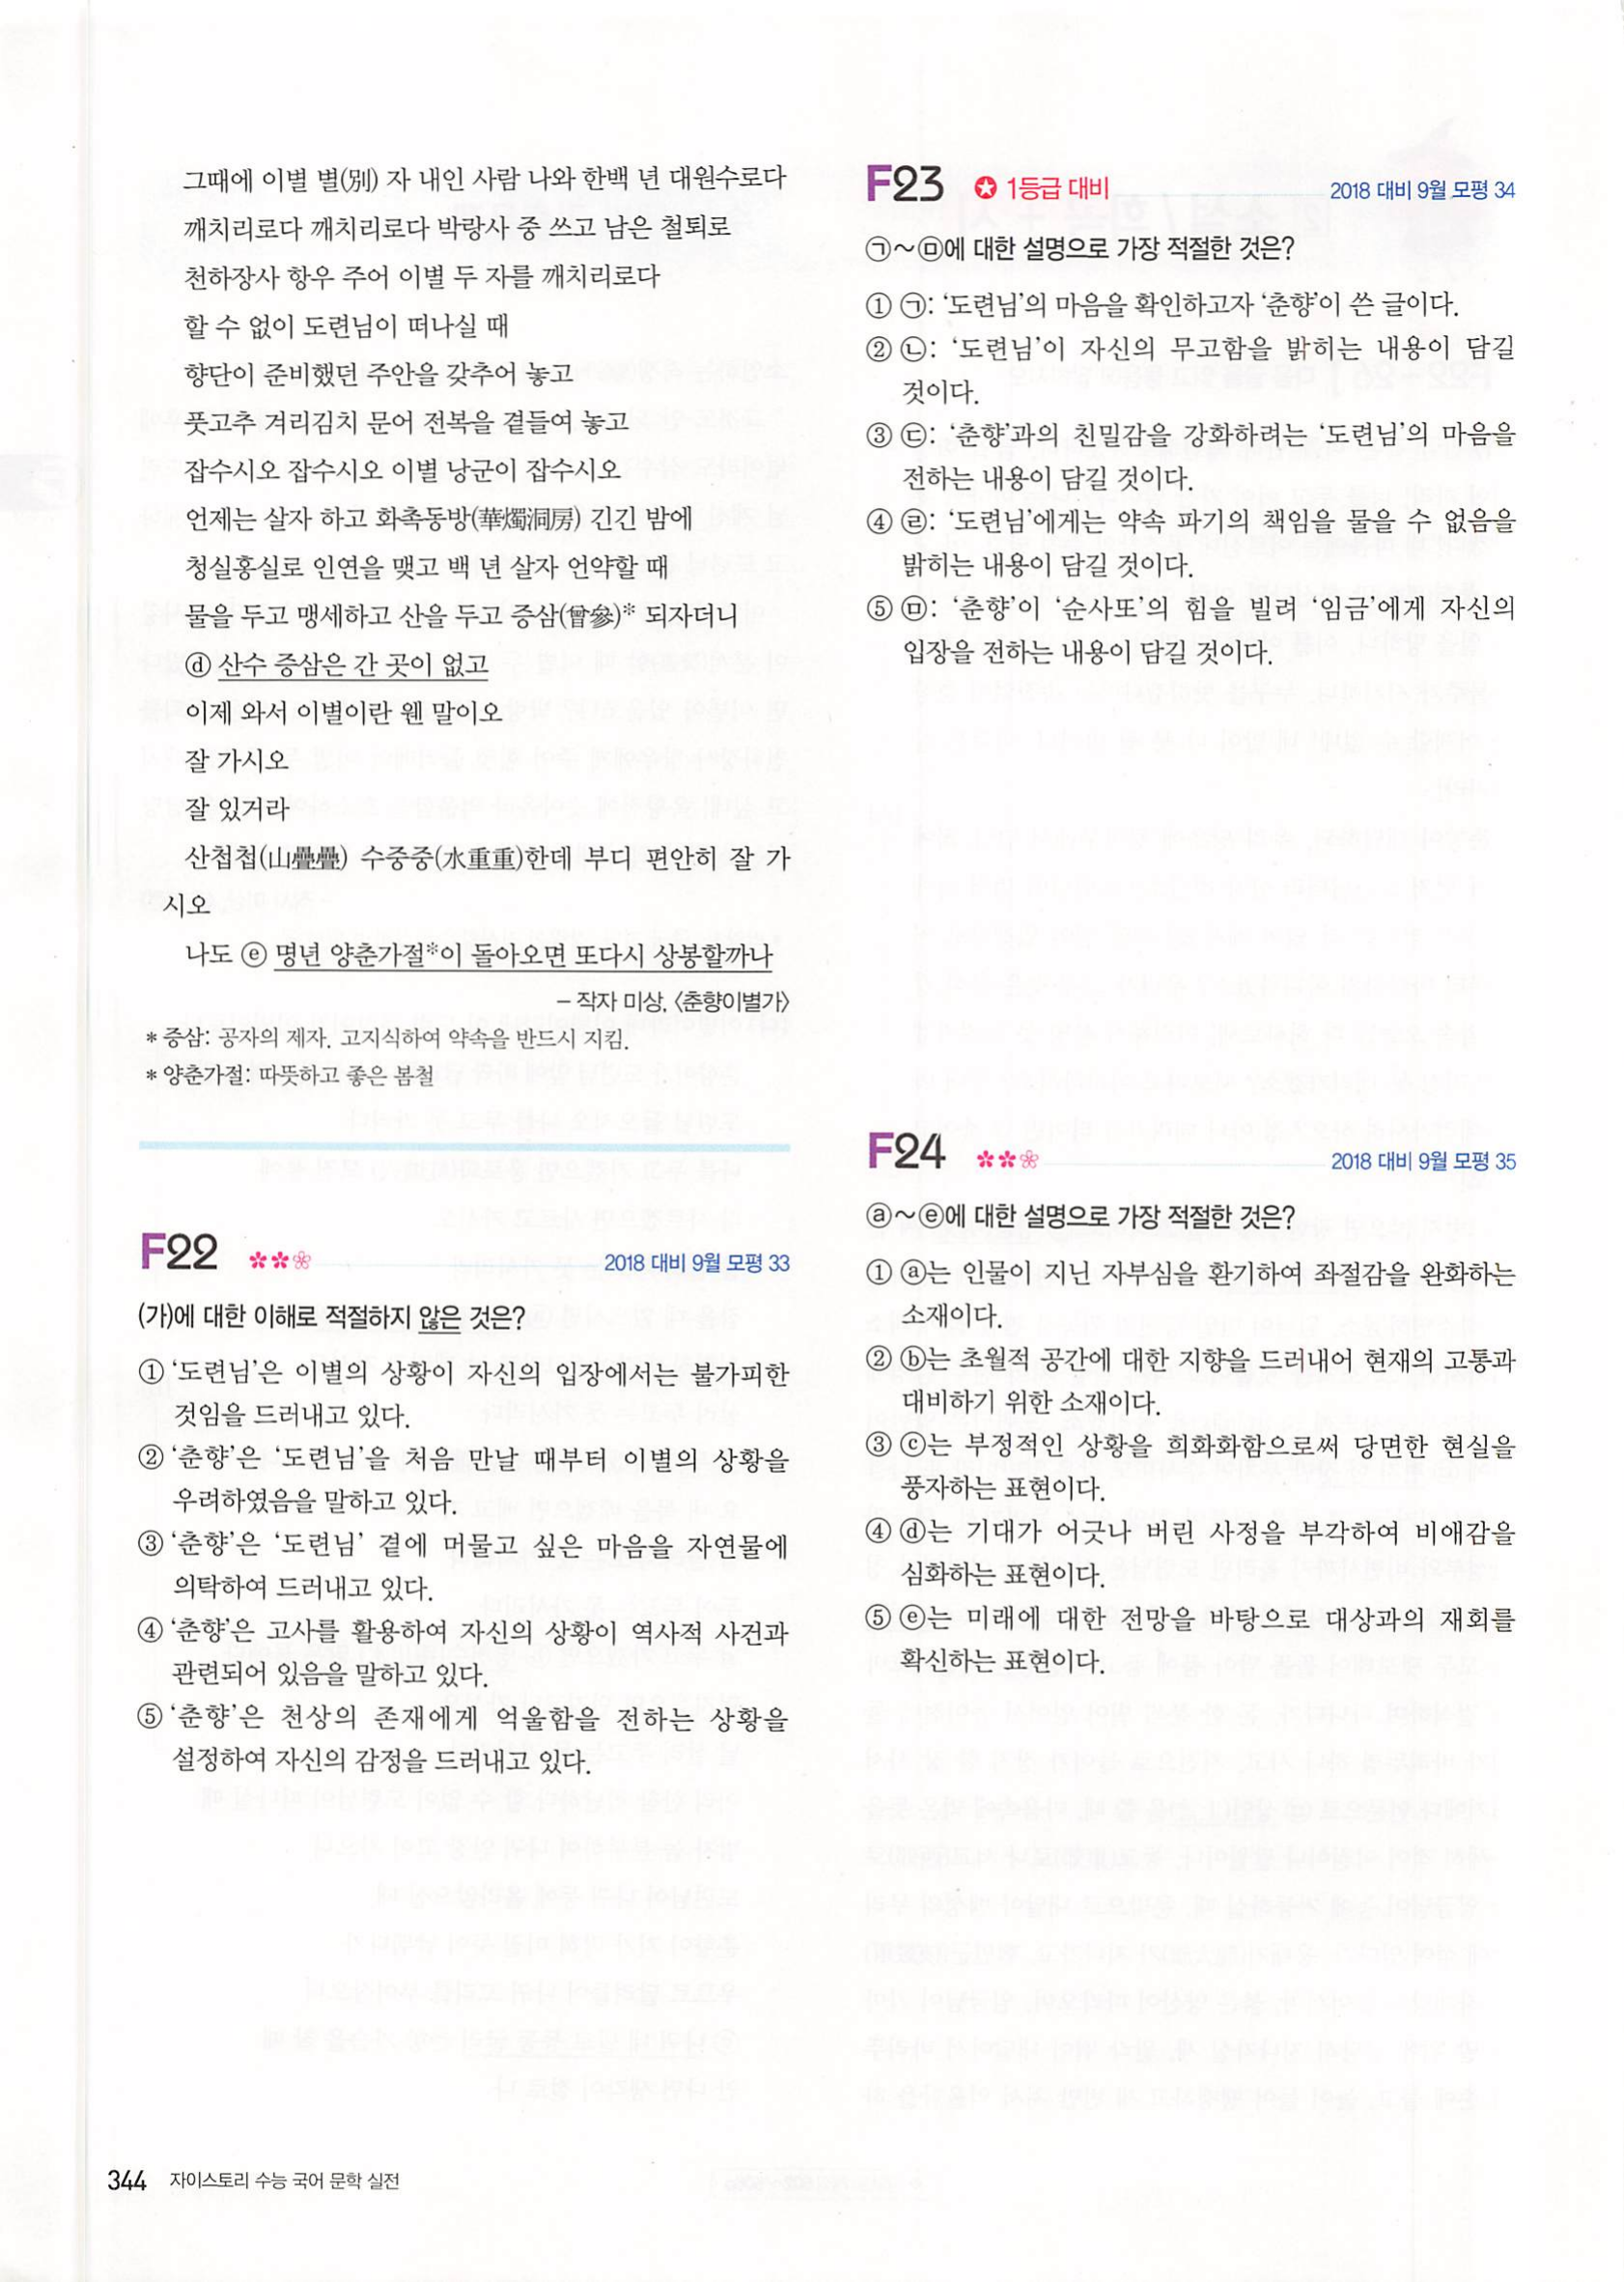 그때에 이별 별(別) 자 내인 사람 나와 한백 년 대원수로다
깨치리로다 깨치리로다 박랑사 중 쓰고 남은 철퇴로
천하장사 항우 주어 이별 두 자를 깨치리로다
할 수 없이 도련님이 떠나실 때
향단이 준비했던 주안을 갖추어 놓고
풋고추 겨리김치 문어 전복을 곁들여 놓고
잡수시오 잡수시오 이별 낭군이 잡수시오
언제는 살자 하고 화촉동방(華燭洞房) 긴긴 밤에
청실홍실로 인연을 맺고 백 년 살자 언약할 때
물을 두고 맹세하고 산을 두고 증삼(曾參)* 되자더니
ⓓ 산수 증삼은 간 곳이 없고
이제 와서 이별이란 웬 말이오
잘 가시오
잘 있거라
산첩첩(山疊疊) 수중중(水重重)한데 부디 편안히 잘 가
시오
나도 ⓔ 명년 양춘가절*이 돌아오면 또다시 상봉할까나
– 작자 미상, 〈춘향이별가〉
* 증삼: 공자의 제자. 고지식하여 약속을 반드시 지킴.
* 양춘가절: 따뜻하고 좋은 봄철
F22 ✲✲❀ 2018 대비 9월 모평 33
(가)에 대한 이해로 적절하지 않은 것은?
① ‘도련님’은 이별의 상황이 자신의 입장에서는 불가피한
것임을 드러내고 있다.
② ‘춘향’은 ‘도련님’을 처음 만날 때부터 이별의 상황을
우려하였음을 말하고 있다.
③ ‘춘향’은 ‘도련님’ 곁에 머물고 싶은 마음을 자연물에
의탁하여 드러내고 있다.
④ ‘춘향’은 고사를 활용하여 자신의 상황이 역사적 사건과
관련되어 있음을 말하고 있다.
⑤ ‘춘향’은 천상의 존재에게 억울함을 전하는 상황을
설정하여 자신의 감정을 드러내고 있다.
F23 ✪ 1등급 대비 2018 대비 9월 모평 34
㉠～㉤에 대한 설명으로 가장 적절한 것은?
① ㉠: ‘도련님’의 마음을 확인하고자 ‘춘향’이 쓴 글이다.
② ㉡: ‘도련님’이 자신의 무고함을 밝히는 내용이 담길
것이다.
③ ㉢: ‘춘향’과의 친밀감을 강화하려는 ‘도련님’의 마음을
전하는 내용이 담길 것이다.
④ ㉣: ‘도련님’에게는 약속 파기의 책임을 물을 수 없음을
밝히는 내용이 담길 것이다.
⑤ ㉤: ‘춘향’이 ‘순사또’의 힘을 빌려 ‘임금’에게 자신의
입장을 전하는 내용이 담길 것이다.
F24 ✲✲❀ 2018 대비 9월 모평 35
ⓐ～ⓔ에 대한 설명으로 가장 적절한 것은?
① ⓐ는 인물이 지닌 자부심을 환기하여 좌절감을 완화하는
소재이다.
② ⓑ는 초월적 공간에 대한 지향을 드러내어 현재의 고통과
대비하기 위한 소재이다.
③ ⓒ는 부정적인 상황을 희화화함으로써 당면한 현실을
풍자하는 표현이다.
④ ⓓ는 기대가 어긋나 버린 사정을 부각하여 비애감을
심화하는 표현이다.
⑤ ⓔ는 미래에 대한 전망을 바탕으로 대상과의 재회를
확신하는 표현이다.
344 자이스토리 수능 국어 문학 실전